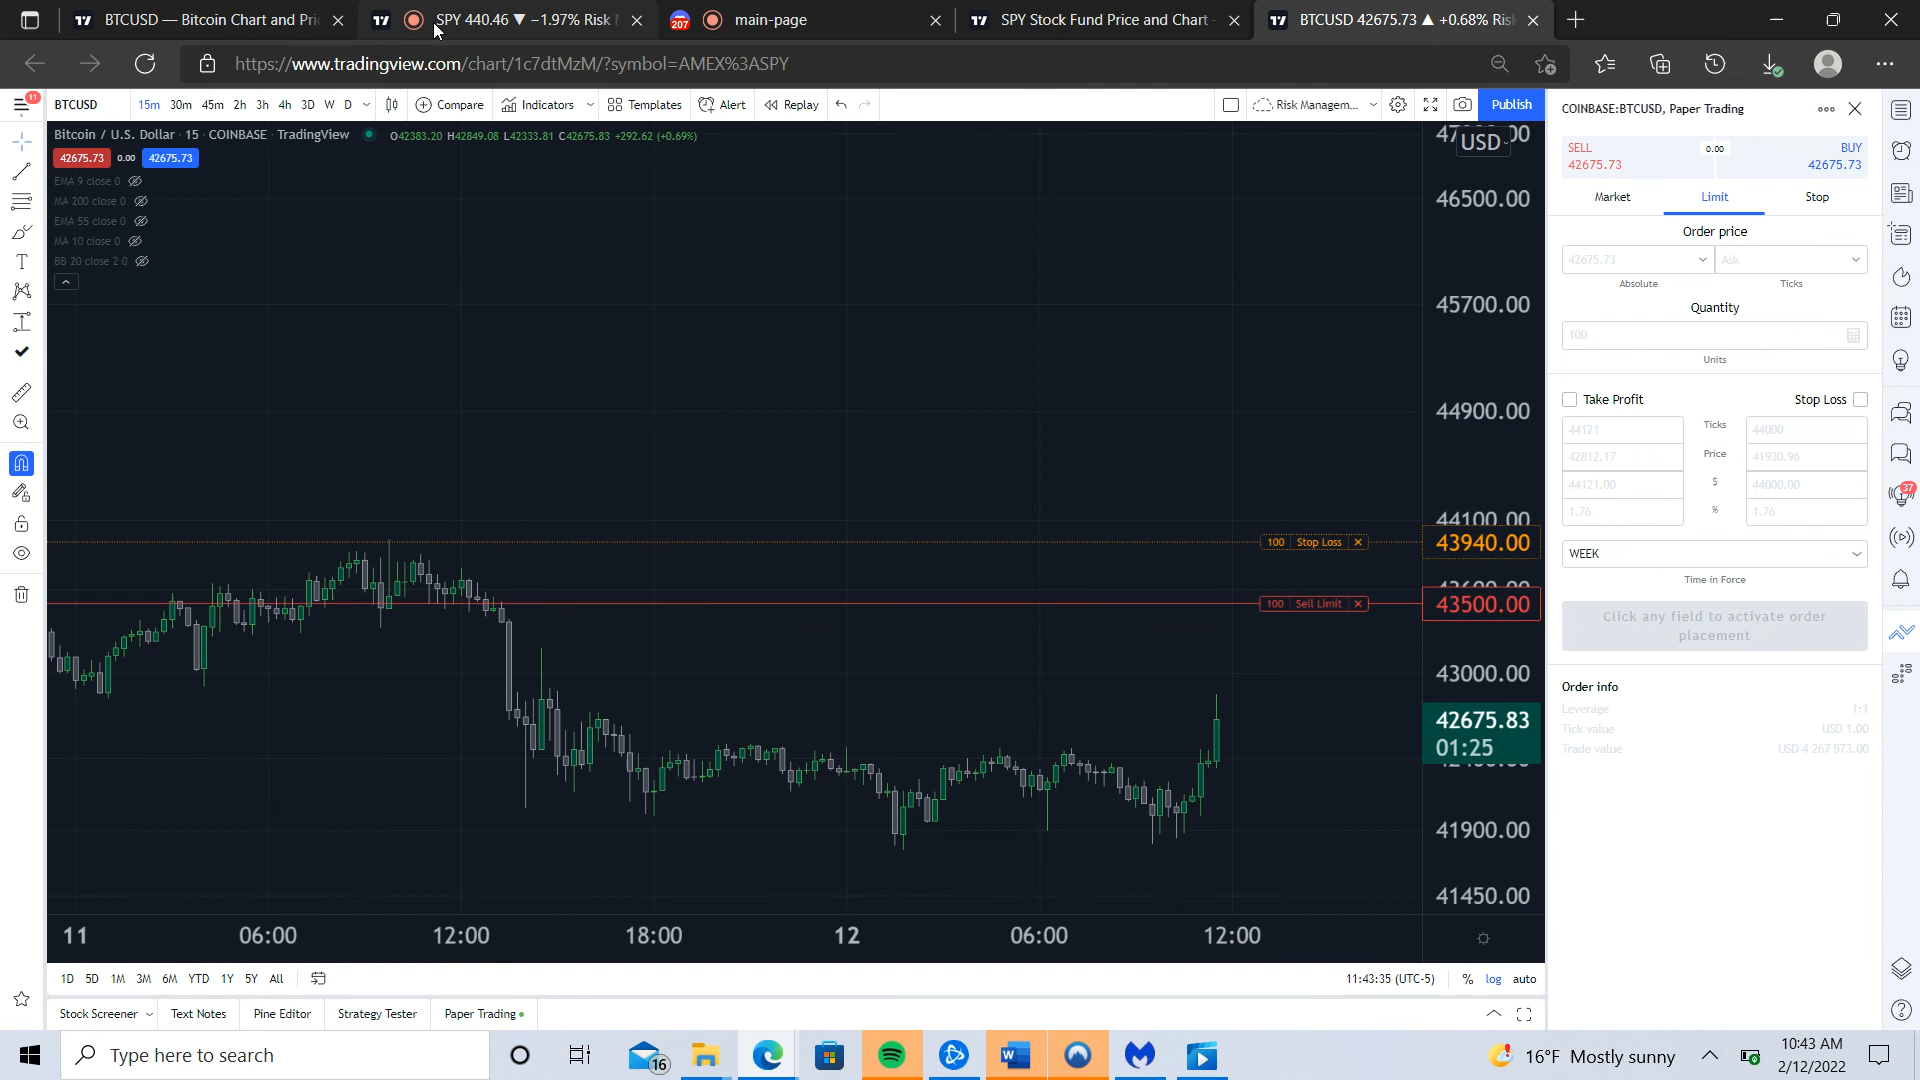 BTCUSD — Bitcoin Chart and Pric
SPY 440.46 ▼ −1.97% Risk
207
main-page
SPY Stock Fund Price and Chart
BTCUSD 42675.73 ▲ +0.68% Risk
https://www.tradingview.com/chart/1c7dtMzM/?symbol=AMEX%3ASPY
11
BTCUSD
15m 30m 45m 2h 3h 4h 3D W D
Compare
Indicators
Templates
Alert
Replay
Risk Managem...
Publish
Bitcoin / U.S. Dollar · 15 · COINBASE · TradingView
O42383.20 H42849.08 L42333.81 C42675.73 +292.62 (+0.69%)
42675.73 0.00 42675.73
EMA 9 close 0
MA 200 close 0
EMA 55 close 0
MA 10 close 0
BB 20 close 2 0
USD
46500.00
45700.00
44900.00
44100.00
100 Stop Loss
43940.00
100 Sell Limit
43500.00
43000.00
42675.83
01:25
41900.00
41450.00
11 06:00 12:00 18:00 12 06:00 12:00
1D 5D 1M 3M 6M YTD 1Y 5Y All
11:43:35 (UTC-5)
% log auto
Stock Screener
Text Notes
Pine Editor
Strategy Tester
Paper Trading
COINBASE:BTCUSD, Paper Trading
SELL
42675.73
0.00
BUY
42675.73
Market Limit Stop
Order price
42675.73 Ask
Absolute Ticks
Quantity
100
Units
Take Profit Stop Loss
44121 Ticks 44000
42812.17 Price 41930.96
44121.00 $ 44000.00
1.76 % 1.76
WEEK
Time in Force
Click any field to activate order
placement
Order info
Leverage 1:1
Tick value USD 1.00
Trade value USD 4 267 573.00
37
Type here to search
16
16°F Mostly sunny
10:43 AM
2/12/2022